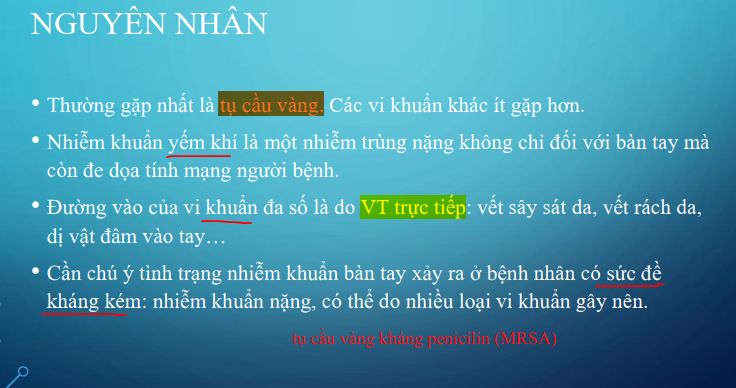 NGUYÊN NHÂN
• Thường gặp nhất là tụ cầu vàng. Các vi khuẩn khác ít gặp hơn.
• Nhiễm khuẩn yếm khí là một nhiễm trùng nặng không chỉ đối với bàn tay mà
còn đe dọa tính mạng người bệnh.
• Đường vào của vi khuẩn đa số là do VT trực tiếp: vết sây sát da, vết rách da,
dị vật đâm vào tay…
• Cần chú ý tình trạng nhiễm khuẩn bàn tay xảy ra ở bệnh nhân có sức đề
kháng kém: nhiễm khuẩn nặng, có thể do nhiều loại vi khuẩn gây nên.
tụ cầu vàng kháng penicilin (MRSA)